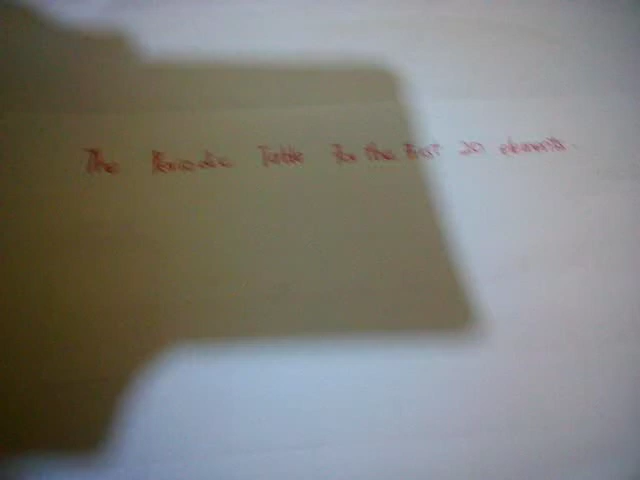 The Periodic Table For the First 20 elements.